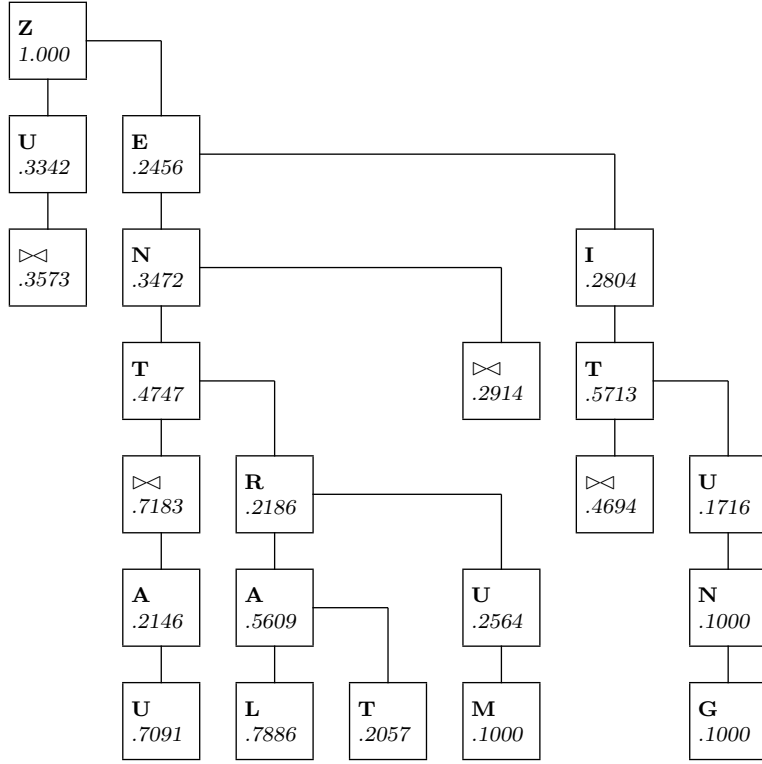 Z
1.000
U
.3342
E
.2456
⋈
.3573
N
.3472
I
.2804
T
.4747
⋈
.2914
T
.5713
⋈
.7183
R
.2186
⋈
.4694
U
.1716
A
.2146
A
.5609
U
.2564
N
.1000
U
.7091
L
.7886
T
.2057
M
.1000
G
.1000